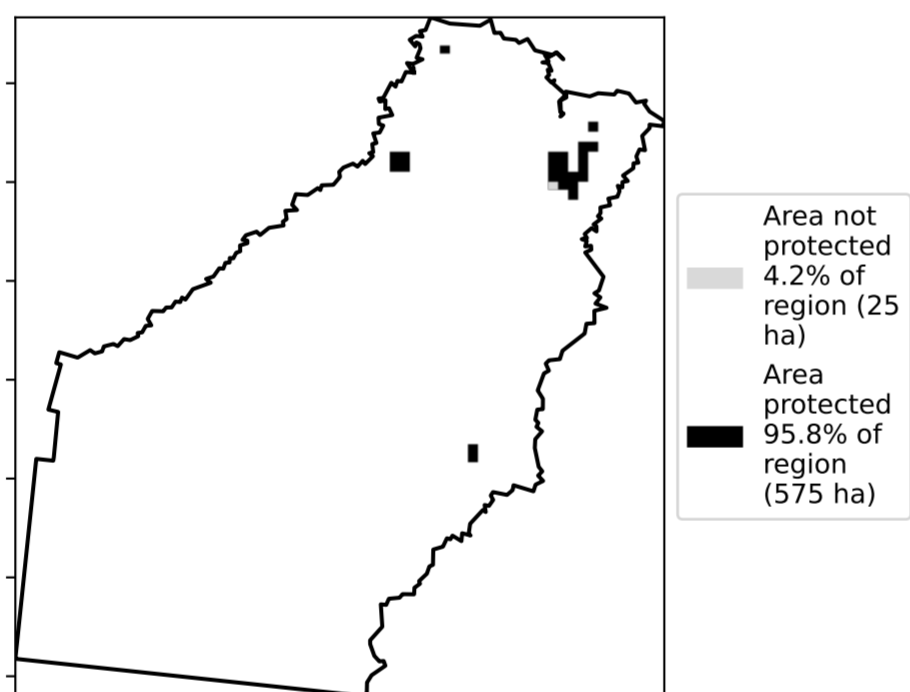 Area not
protected
4.2% of
region (25
ha)
Area
protected
95.8% of
region
(575 ha)